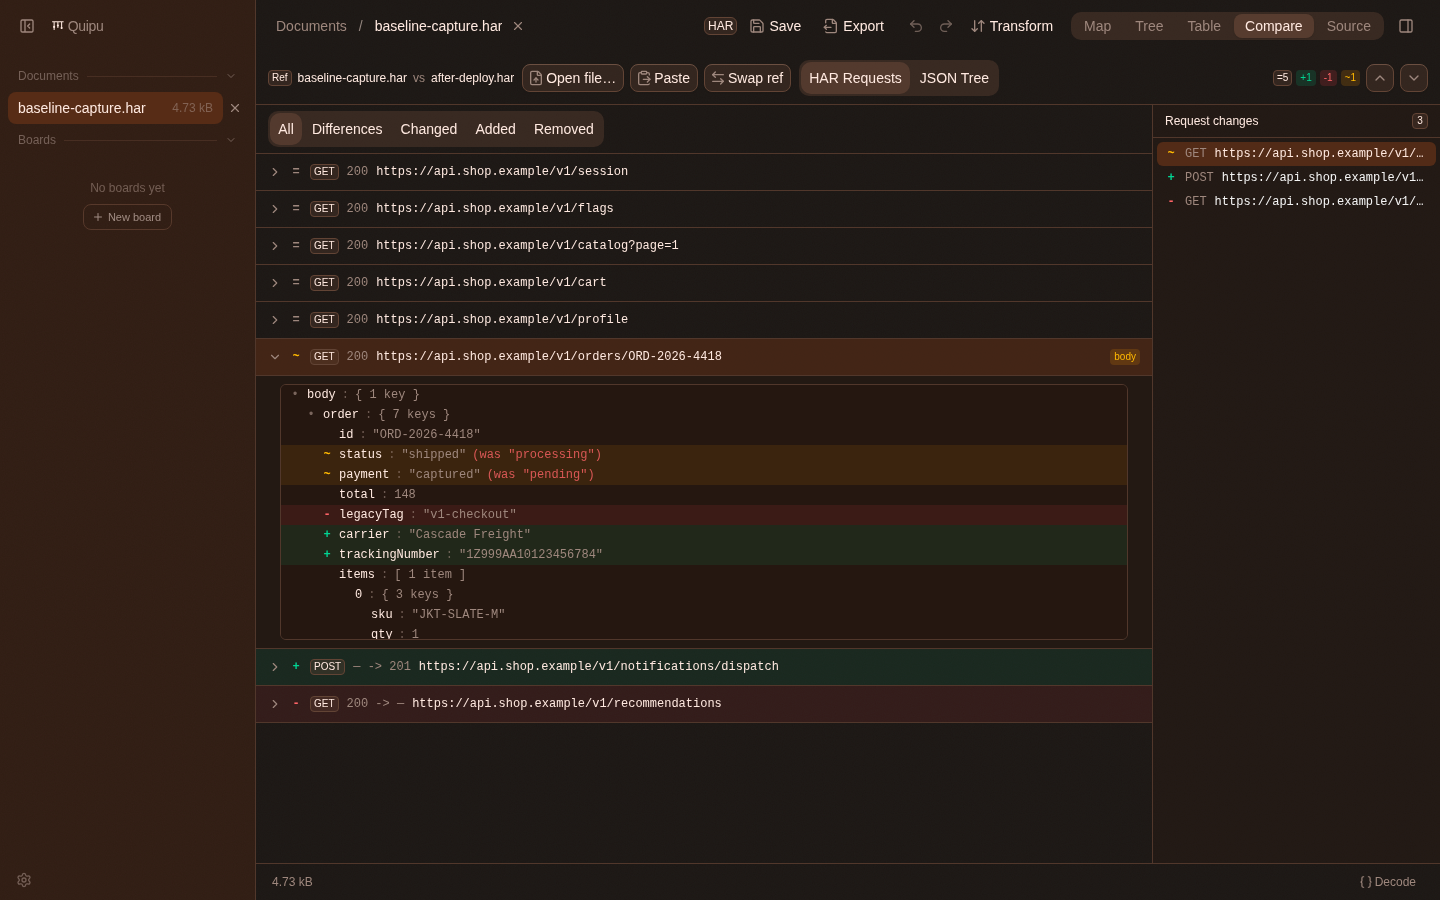 Quipu
Documents / baseline-capture.har
HAR Save Export Transform Map Tree Table Compare Source
Documents
baseline-capture.har 4.73 kB
Boards
No boards yet
New board
Ref baseline-capture.har vs after-deploy.har Open file… Paste Swap ref HAR Requests JSON Tree =5 +1 -1 ~1
All Differences Changed Added Removed
= GET 200 https://api.shop.example/v1/session
= GET 200 https://api.shop.example/v1/flags
= GET 200 https://api.shop.example/v1/catalog?page=1
= GET 200 https://api.shop.example/v1/cart
= GET 200 https://api.shop.example/v1/profile
~ GET 200 https://api.shop.example/v1/orders/ORD-2026-4418 body
• body : { 1 key }
• order : { 7 keys }
id : "ORD-2026-4418"
~ status : "shipped" (was "processing")
~ payment : "captured" (was "pending")
total : 148
- legacyTag : "v1-checkout"
+ carrier : "Cascade Freight"
+ trackingNumber : "1Z999AA10123456784"
items : [ 1 item ]
0 : { 3 keys }
sku : "JKT-SLATE-M"
qty : 1
+ POST — -> 201 https://api.shop.example/v1/notifications/dispatch
- GET 200 -> — https://api.shop.example/v1/recommendations
Request changes 3
~ GET https://api.shop.example/v1/…
+ POST https://api.shop.example/v1…
- GET https://api.shop.example/v1/…
4.73 kB
{ } Decode